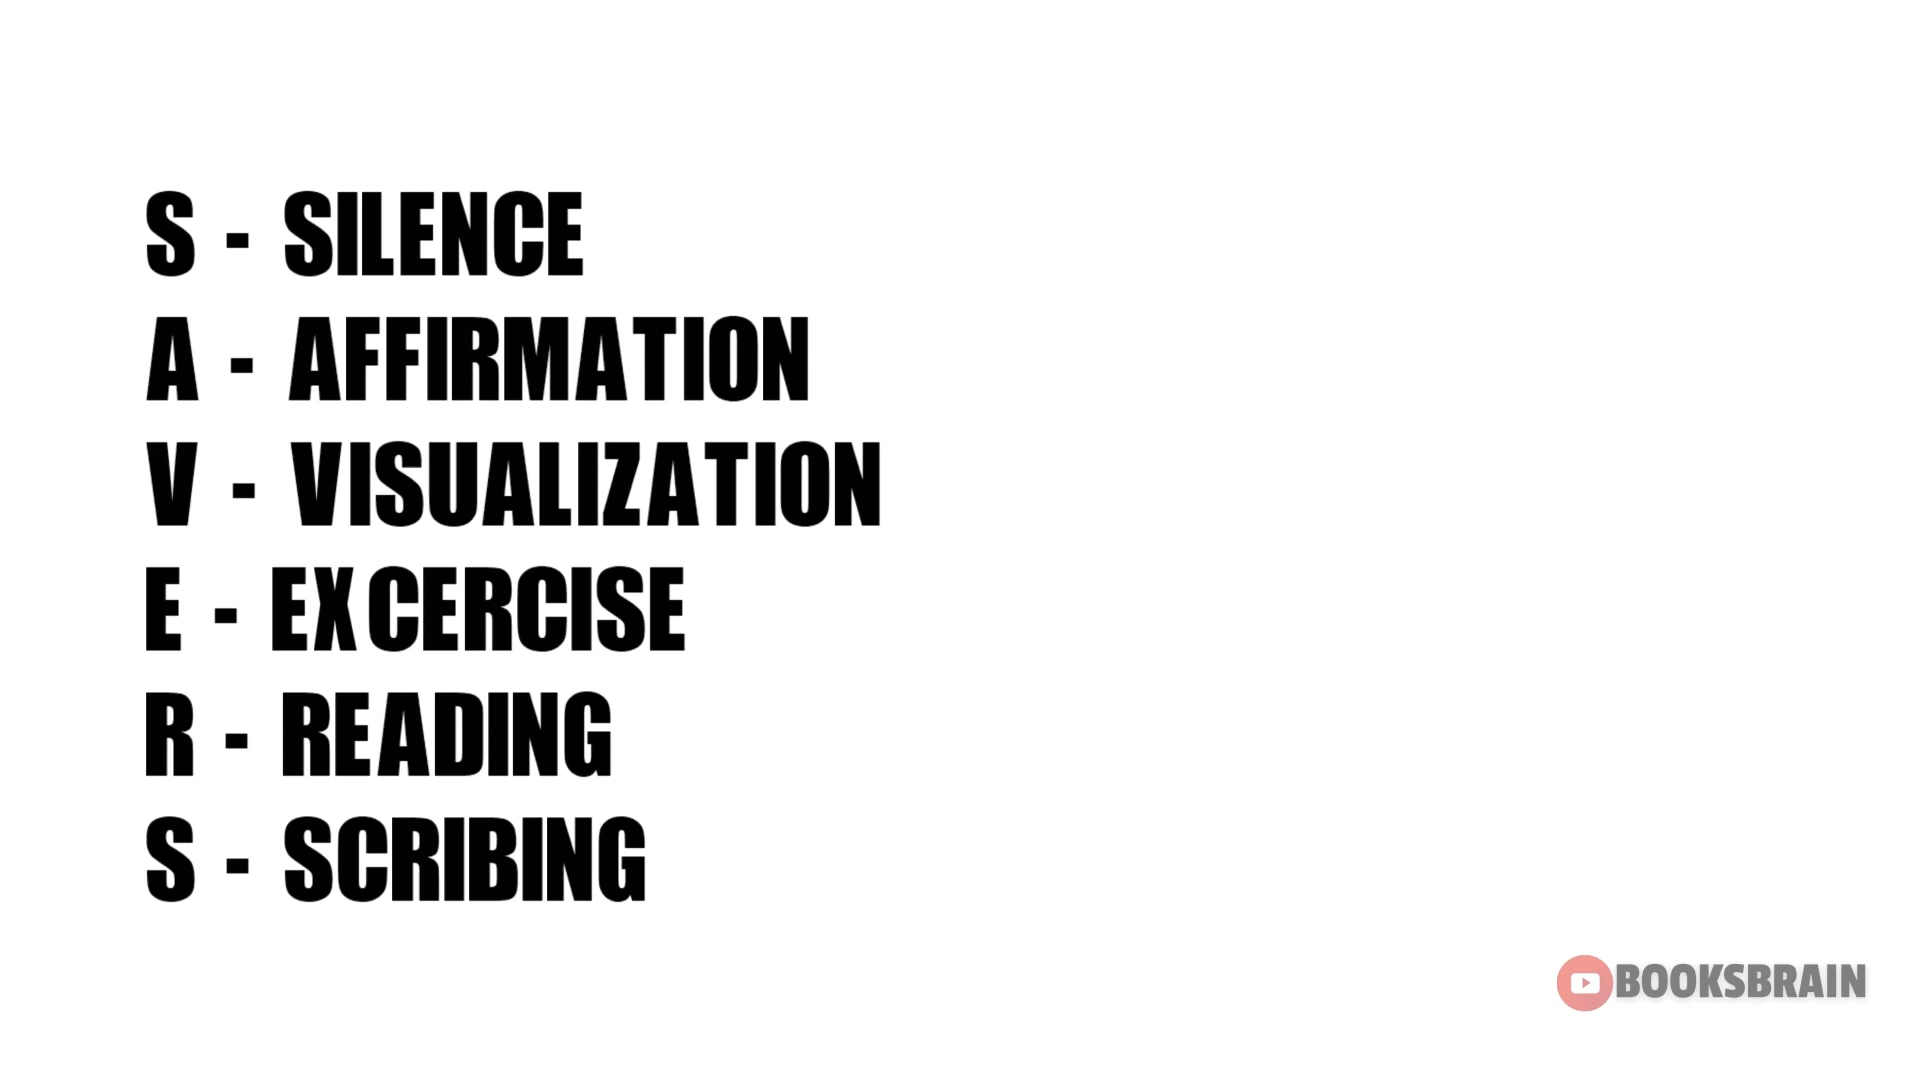 S - SILENCE
A - AFFIRMATION
V - VISUALIZATION
E - EXCERCISE
R - READING
S - SCRIBING
BOOKSBRAIN